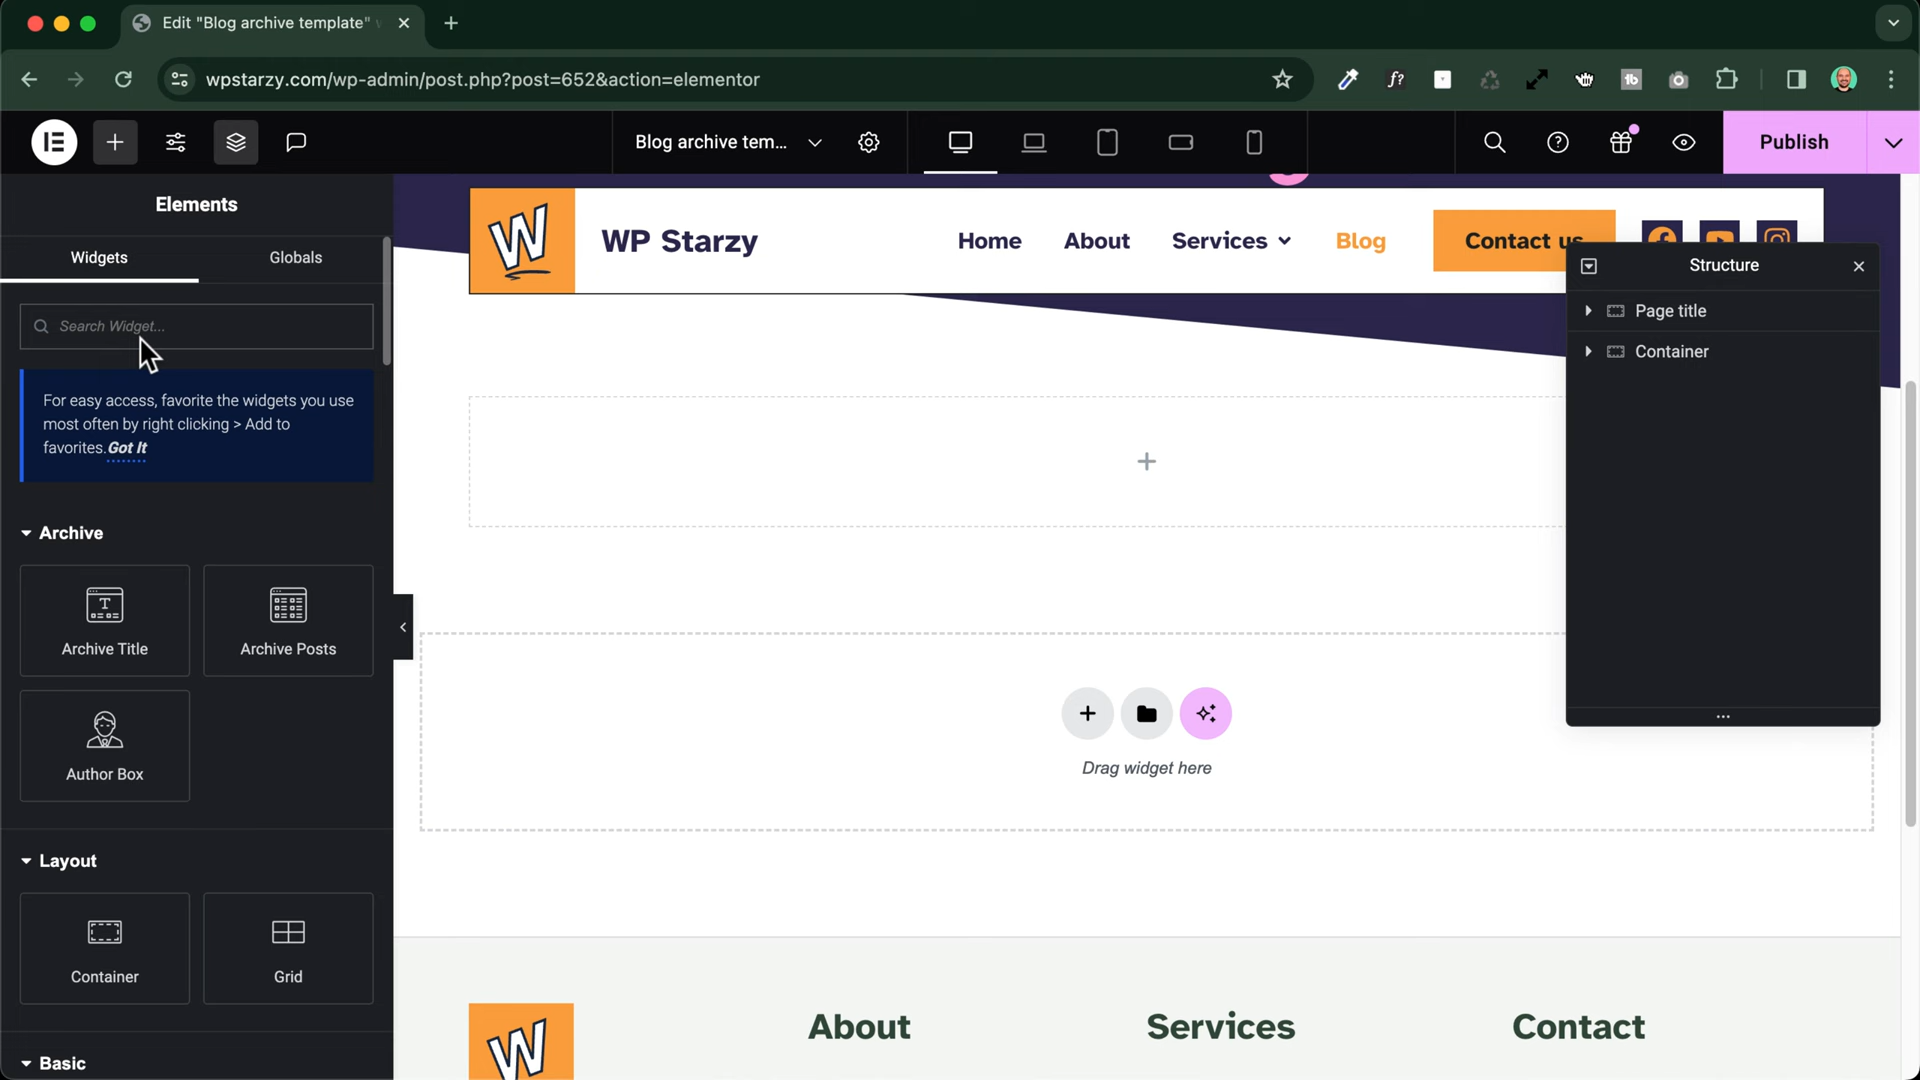 Edit "Blog archive template" w
wpstarzy.com/wp-admin/post.php?post=652&action=elementor
f?
tb
Blog archive tem...
Publish
Elements
Widgets
Globals
Search Widget...
For easy access, favorite the widgets you use
most often by right clicking > Add to
favorites. Got It
Archive
Archive Title
Archive Posts
Author Box
Layout
Container
Grid
Basic
W
WP Starzy
Home
About
Services
Blog
Contact us
Structure
Page title
Container
Drag widget here
W
About
Services
Contact